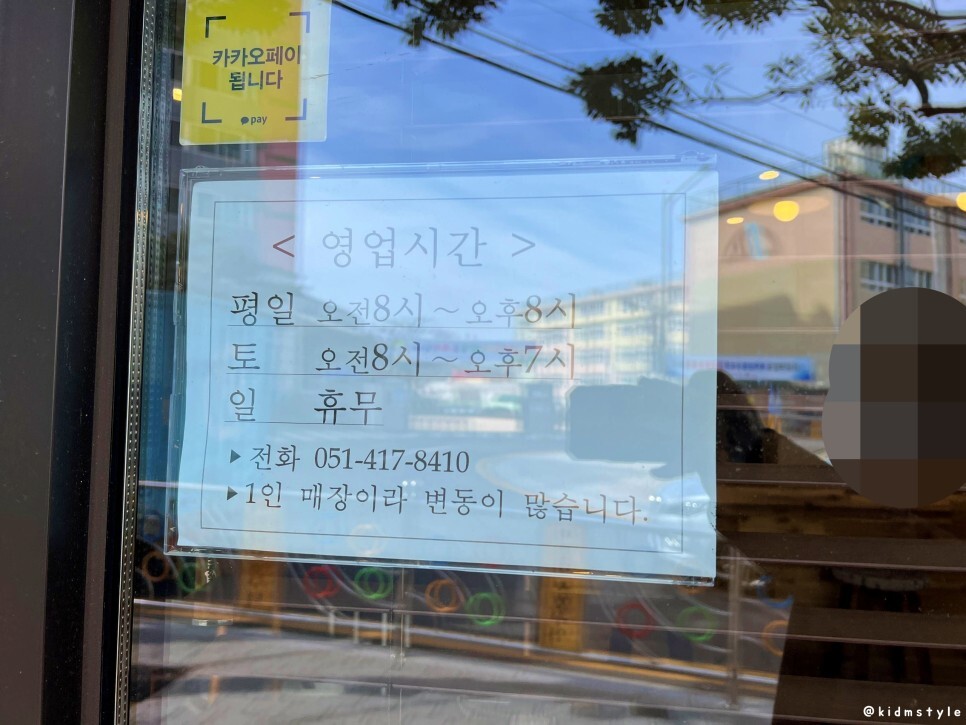 카카오페이
됩니다
pay
< 영업시간 >
평일 오전8시~오후8시
토 오전8시~오후7시
일 휴무
▶전화 051-417-8410
▶1인 매장이라 변동이 많습니다.
@kidmstyle